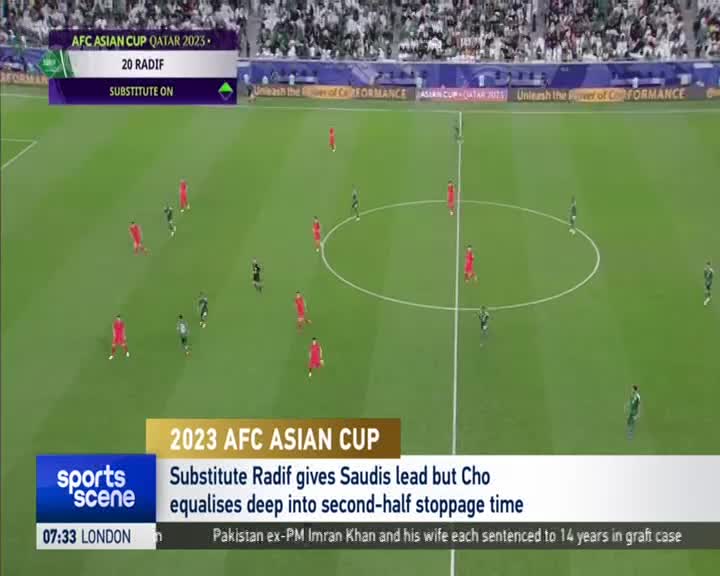 AFC ASIAN CUP QATAR 2023
20 RADIF
SUBSTITUTE ON
Unleash the Power of PERFORMANCE
ASIAN CUP QATAR 2023
Unleash the Power of PERFORMANCE
2023 AFC ASIAN CUP
Substitute Radif gives Saudis lead but Cho
equalises deep into second-half stoppage time
sports
scene
07:33 LONDON
Pakistan ex-PM Imran Khan and his wife each sentenced to 14 years in graft case